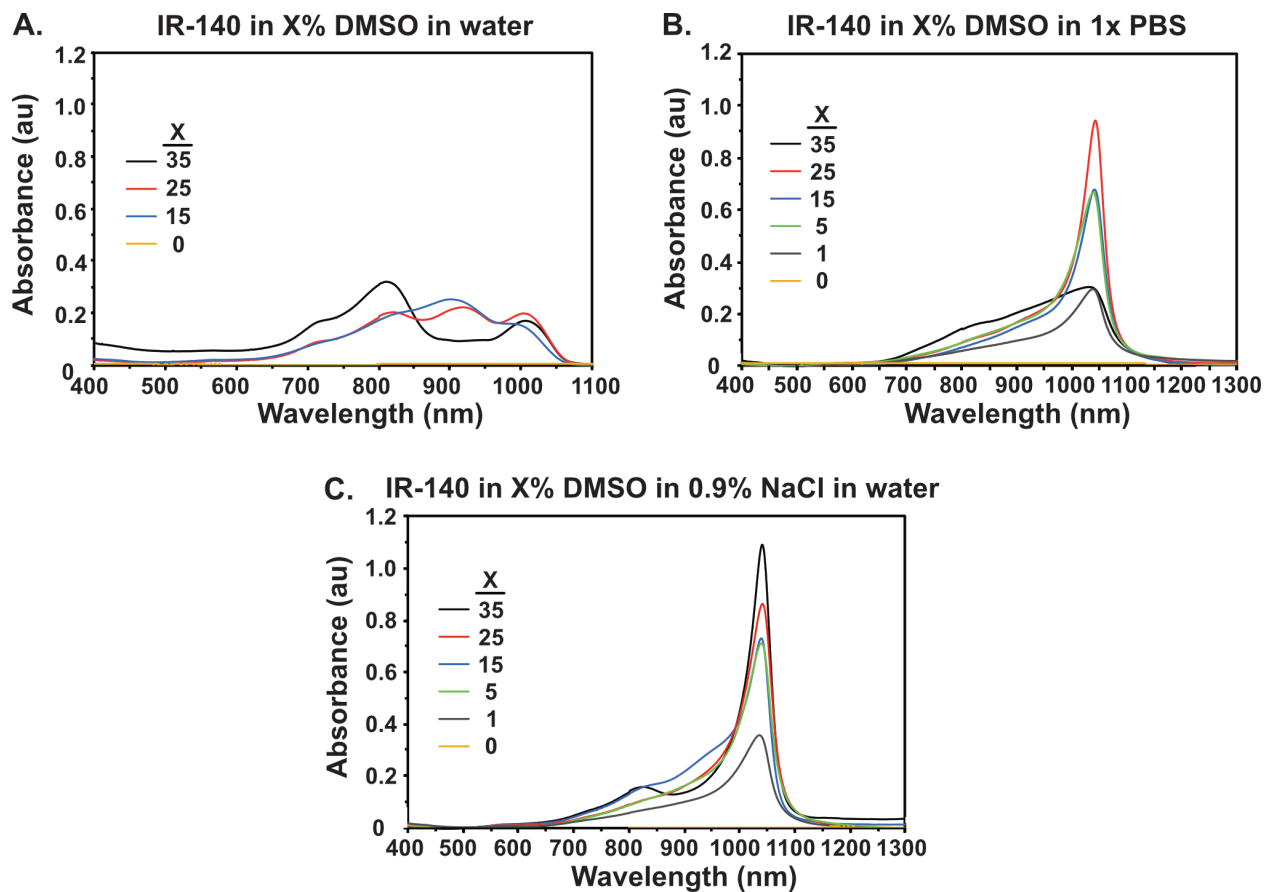 A. IR-140 in X% DMSO in water
Absorbance (au)
1.2
1.0
0.8
0.6
0.4
0.2
0
X
35
25
15
0
400 500 600 700 800 900 1000 1100
Wavelength (nm)
B. IR-140 in X% DMSO in 1x PBS
Absorbance (au)
1.2
1.0
0.8
0.6
0.4
0.2
0
X
35
25
15
5
1
0
400 500 600 700 800 900 1000 1100 1200 1300
Wavelength (nm)
C. IR-140 in X% DMSO in 0.9% NaCl in water
Absorbance (au)
1.2
1.0
0.8
0.6
0.4
0.2
0
X
35
25
15
5
1
0
400 500 600 700 800 900 1000 1100 1200 1300
Wavelength (nm)